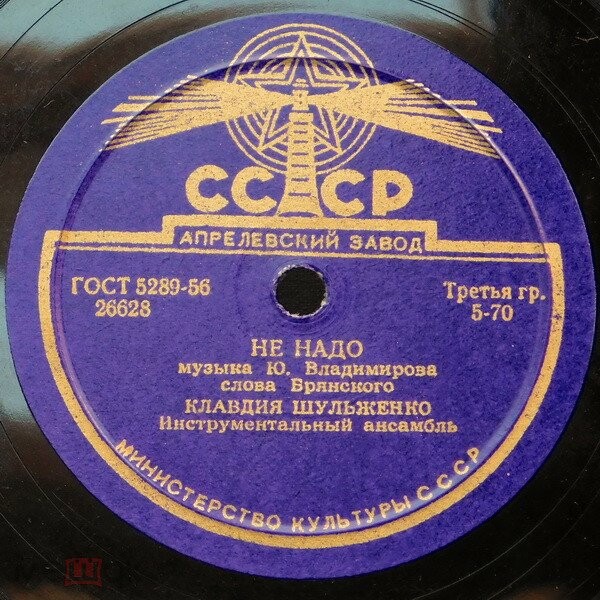 СССР
АПРЕЛЕВСКИЙ ЗАВОД
ГОСТ 5289-56
26628
Третья гр.
5-70
НЕ НАДО
музыка Ю. Владимирова
слова Брянского
КЛАВДИЯ ШУЛЬЖЕНКО
Инструментальный ансамбль
МИНИСТЕРСТВО КУЛЬТУРЫ СССР